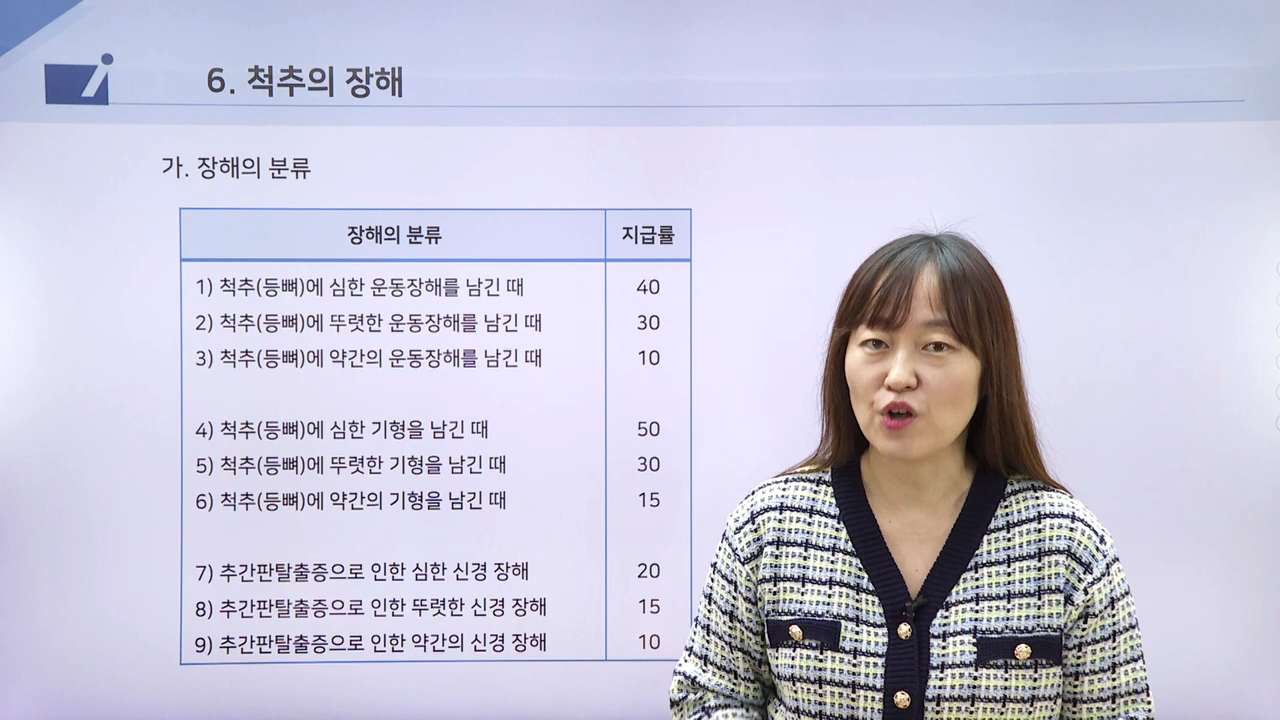 6. 척추의 장해
가. 장해의 분류
장해의 분류 지급률
1) 척추(등뼈)에 심한 운동장해를 남긴 때 40
2) 척추(등뼈)에 뚜렷한 운동장해를 남긴 때 30
3) 척추(등뼈)에 약간의 운동장해를 남긴 때 10
4) 척추(등뼈)에 심한 기형을 남긴 때 50
5) 척추(등뼈)에 뚜렷한 기형을 남긴 때 30
6) 척추(등뼈)에 약간의 기형을 남긴 때 15
7) 추간판탈출증으로 인한 심한 신경 장해 20
8) 추간판탈출증으로 인한 뚜렷한 신경 장해 15
9) 추간판탈출증으로 인한 약간의 신경 장해 10